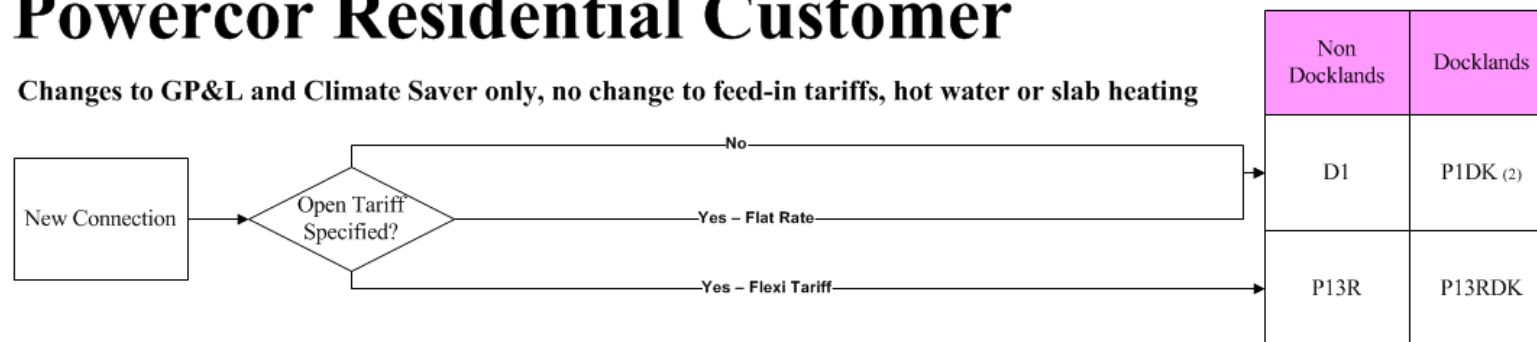 Powercor Residential Customer
Changes to GP&L and Climate Saver only, no change to feed-in tariffs, hot water or slab heating
Non
Docklands
Docklands
New Connection
Open Tariff
Specified?
No
Yes – Flat Rate
Yes – Flexi Tariff
D1
P1DK (2)
P13R
P13RDK